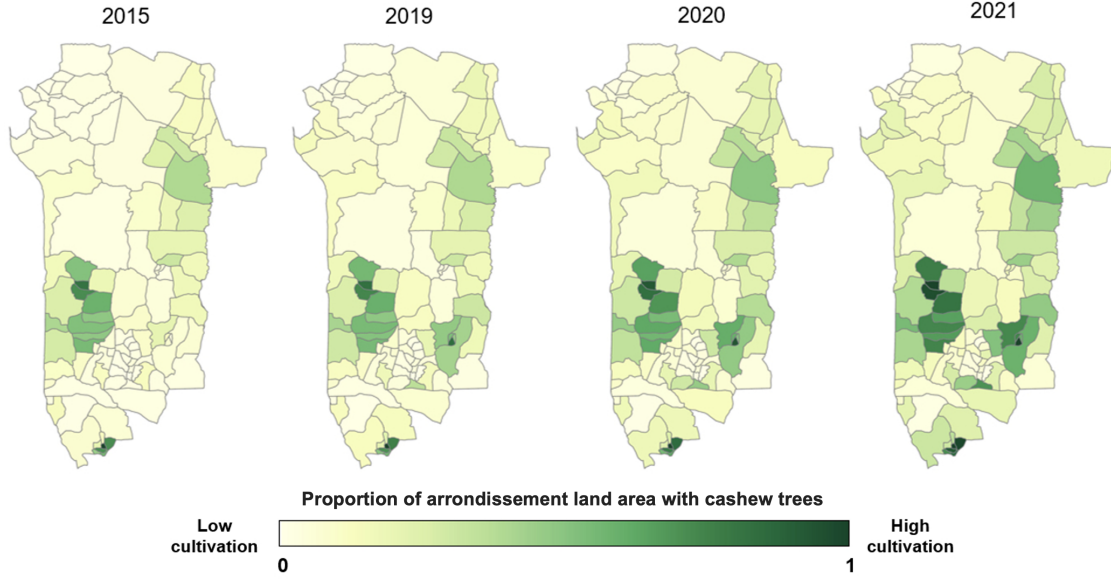 2015 2019 2020 2021
Proportion of arrondissement land area with cashew trees
Low
cultivation
High
cultivation
0 1